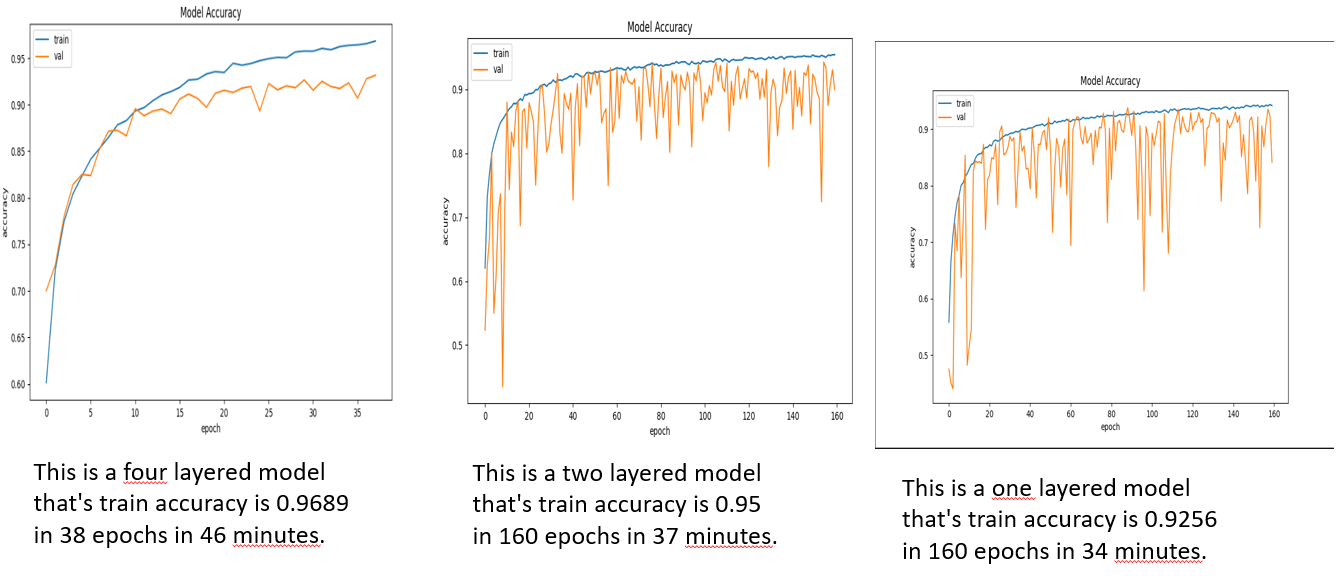 Model Accuracy
train
val
0.95
0.90
0.85
0.80
0.75
0.70
0.65
0.60
accuracy
0 5 10 15 20 25 30 35
epoch
This is a four layered model
that's train accuracy is 0.9689
in 38 epochs in 46 minutes.
Model Accuracy
train
val
0.9
0.8
0.7
0.6
0.5
accuracy
0 20 40 60 80 100 120 140 160
epoch
This is a two layered model
that's train accuracy is 0.95
in 160 epochs in 37 minutes.
Model Accuracy
train
val
0.9
0.8
0.7
0.6
0.5
accuracy
0 20 40 60 80 100 120 140 160
epoch
This is a one layered model
that's train accuracy is 0.9256
in 160 epochs in 34 minutes.